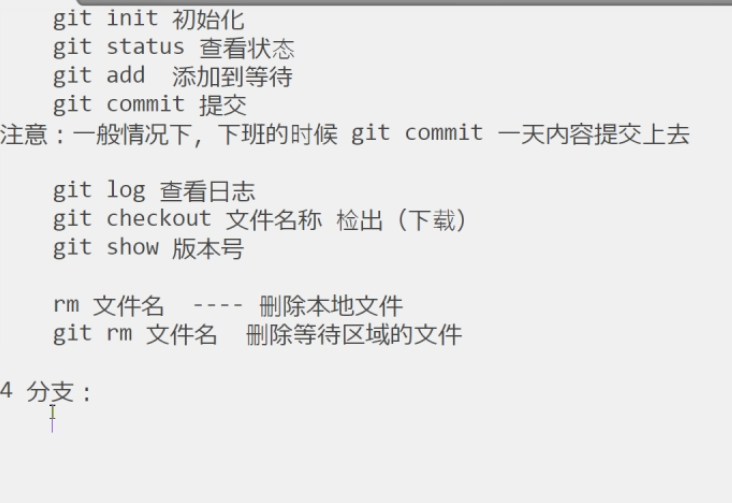 git init 初始化
git status 查看状态
git add 添加到等待
git commit 提交
注意：一般情况下，下班的时候 git commit 一天内容提交上去
git log 查看日志
git checkout 文件名称 检出（下载）
git show 版本号
rm 文件名 ---- 删除本地文件
git rm 文件名 删除等待区域的文件
4 分支：